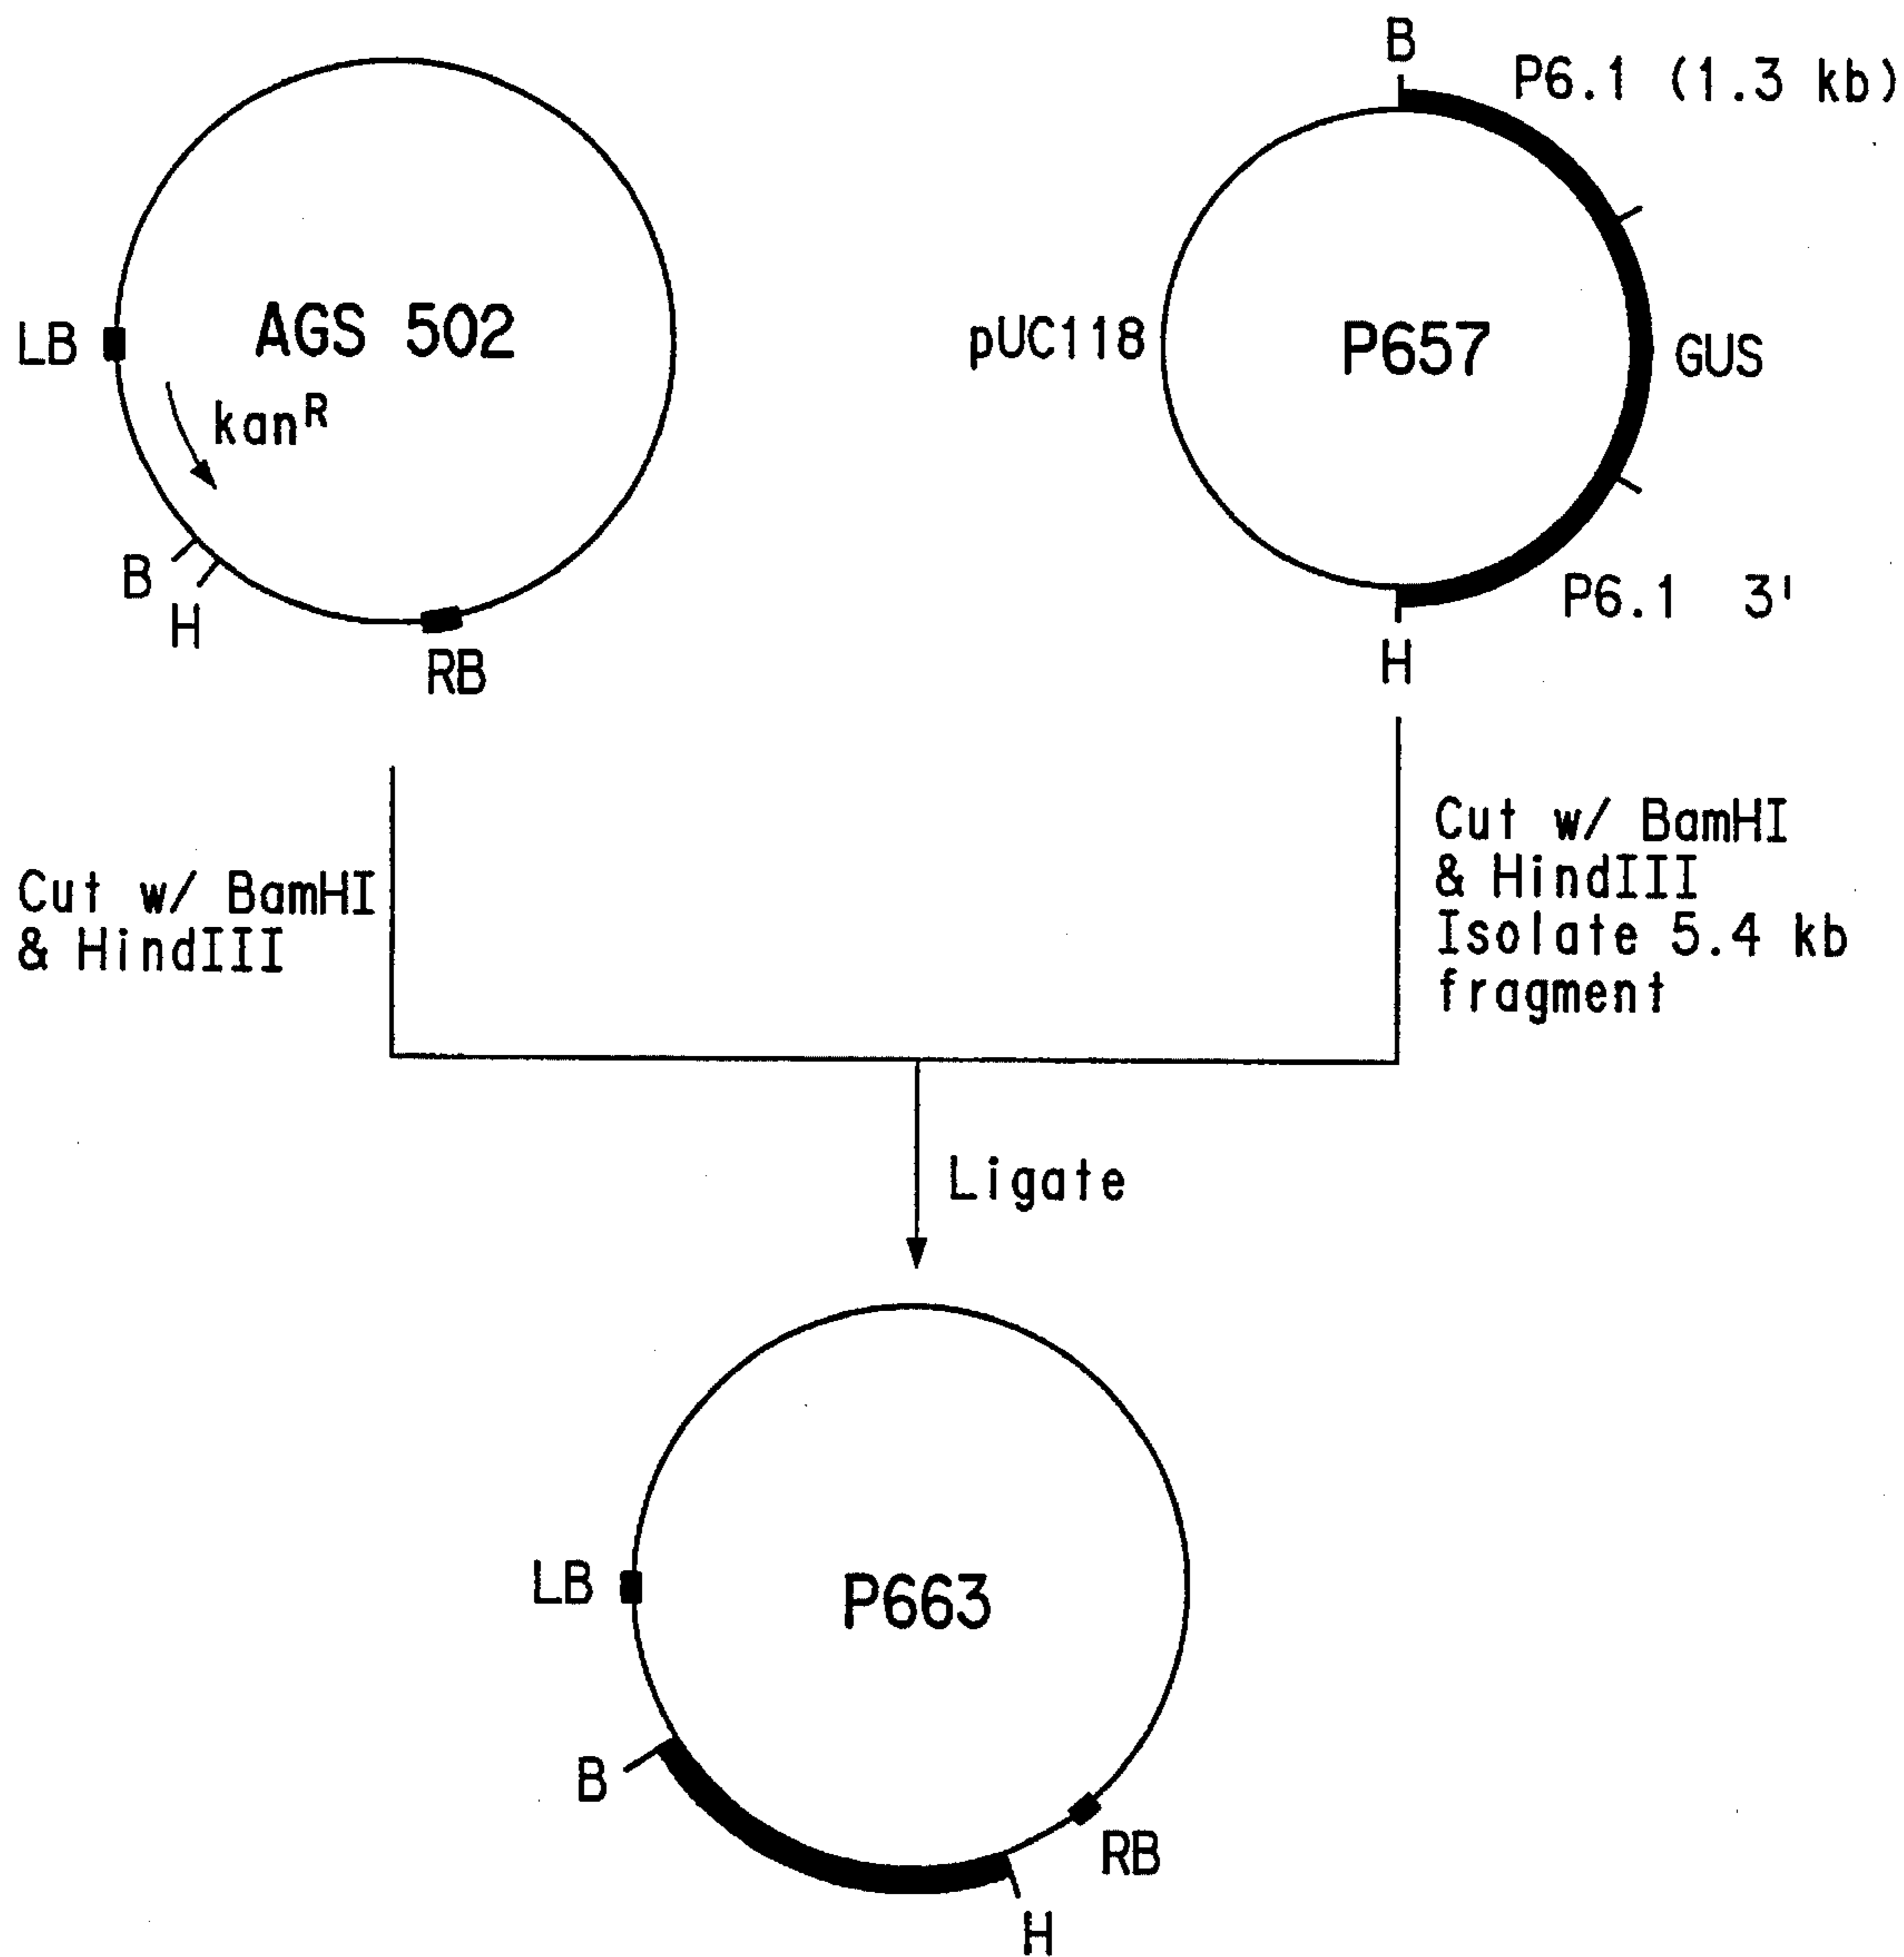 AGS 502
LB
kanR
B
H
RB
B
P6.1 (1.3 kb)
pUC118
P657
GUS
P6.1 3'
H
Cut w/ BamHI
& HindIII
Cut w/ BamHI
& HindIII
Isolate 5.4 kb
fragment
Ligate
LB
P663
B
RB
H